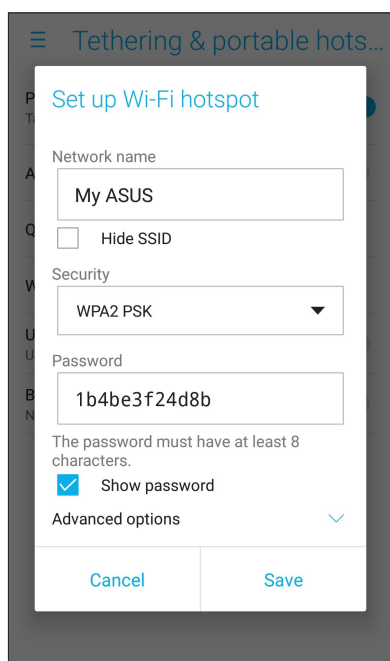 Tethering & portable hots...
Set up Wi-Fi hotspot
Network name
My ASUS
Hide SSID
Security
WPA2 PSK
Password
1b4be3f24d8b
The password must have at least 8
characters.
Show password
Advanced options
Cancel
Save